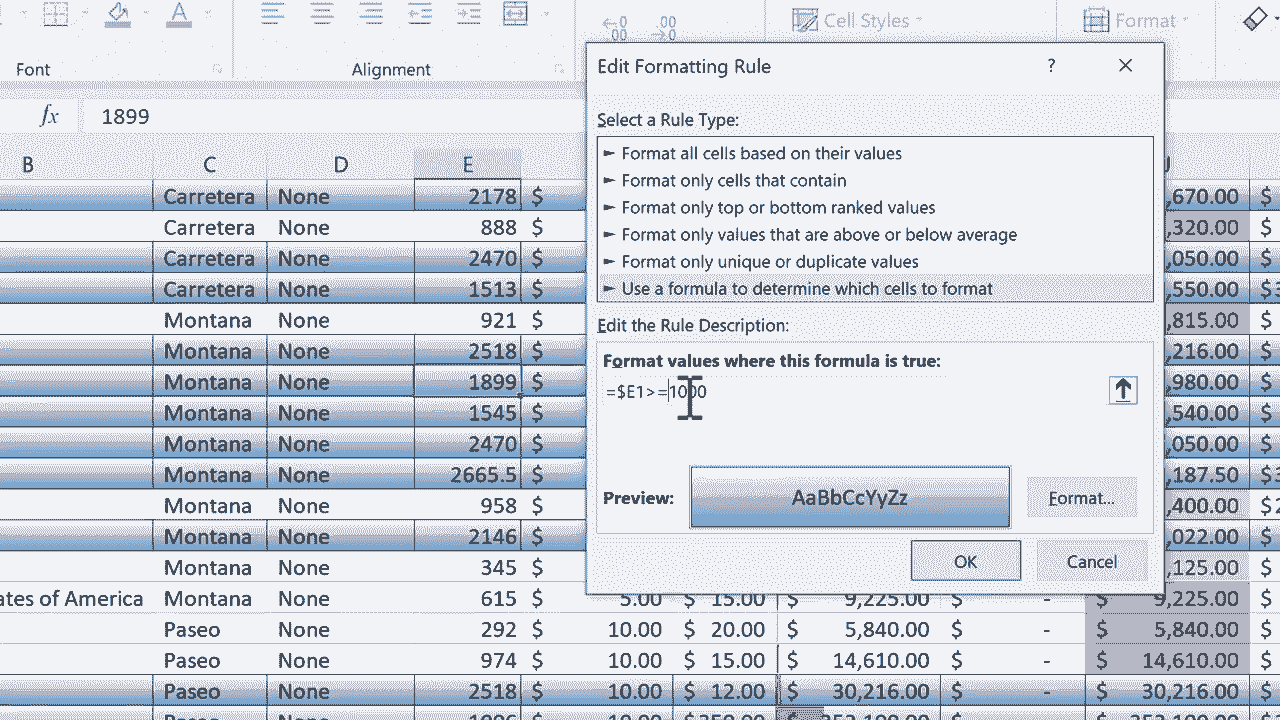 Cell Styles
Format
Font
Alignment
fx 1899
B C D E
Carretera None 2178 $
Carretera None 888 $
Carretera None 2470 $
Carretera None 1513 $
Montana None 921 $
Montana None 2518 $
Montana None 1899 $
Montana None 1545 $
Montana None 2470 $
Montana None 2665.5 $
Montana None 958 $
Montana None 2146 $
Montana None 345 $
ates of America Montana None 615 $ 5.00 $ 15.00 $ 9,225.00 $ - $ 9,225.00 $
Paseo None 292 $ 10.00 $ 20.00 $ 5,840.00 $ - $ 5,840.00 $
Paseo None 974 $ 10.00 $ 15.00 $ 14,610.00 $ - $ 14,610.00 $
Paseo None 2518 $ 10.00 $ 12.00 $ 30,216.00 $ - $ 30,216.00 $
Edit Formatting Rule ?
Select a Rule Type:
► Format all cells based on their values
► Format only cells that contain
► Format only top or bottom ranked values
► Format only values that are above or below average
► Format only unique or duplicate values
► Use a formula to determine which cells to format
Edit the Rule Description:
Format values where this formula is true:
=$E1>=1000
Preview: AaBbCcYyZz Format...
OK Cancel
,670.00 $
,320.00 $
,050.00 $
,550.00 $
,815.00 $
,216.00 $
,980.00 $
,540.00 $
,050.00 $
,187.50 $
,400.00 $
,022.00 $
,125.00 $